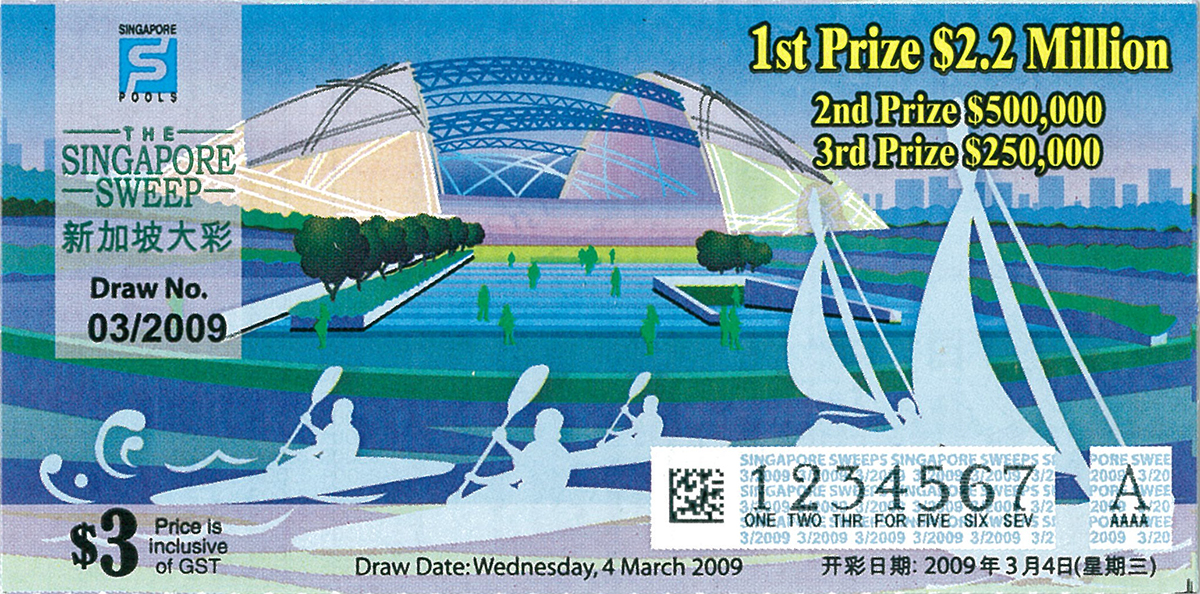 SINGAPORE
POOLS
THE
SINGAPORE
SWEEP
新加坡大彩
Draw No.
03/2009
1st Prize $2.2 Million
2nd Prize $500,000
3rd Prize $250,000
$3
Price is
inclusive
of GST
Draw Date: Wednesday, 4 March 2009
SINGAPORE SWEEPS SINGAPORE SWEEPS
1234567 A
ONE TWO THR FOR FIVE SIX SEV AAAA
开彩日期: 2009年3月4日(星期三)